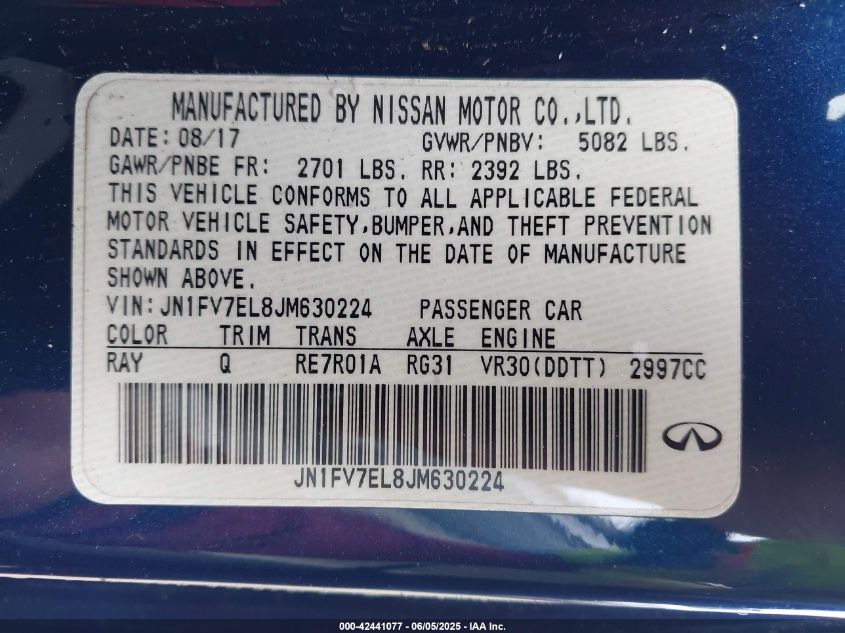 MANUFACTURED BY NISSAN MOTOR CO.,LTD.
DATE: 08/17 GVWR/PNBV: 5082 LBS.
GAWR/PNBE FR: 2701 LBS. RR: 2392 LBS.
THIS VEHICLE CONFORMS TO ALL APPLICABLE FEDERAL
MOTOR VEHICLE SAFETY,BUMPER,AND THEFT PREVENTION
STANDARDS IN EFFECT ON THE DATE OF MANUFACTURE
SHOWN ABOVE.
VIN:JN1FV7EL8JM630224 PASSENGER CAR
COLOR TRIM TRANS AXLE ENGINE
RAY Q RE7R01A RG31 VR30(DDTT) 2997CC
JN1FV7EL8JM630224
000-42441077 - 06/05/2025 - IAA Inc.